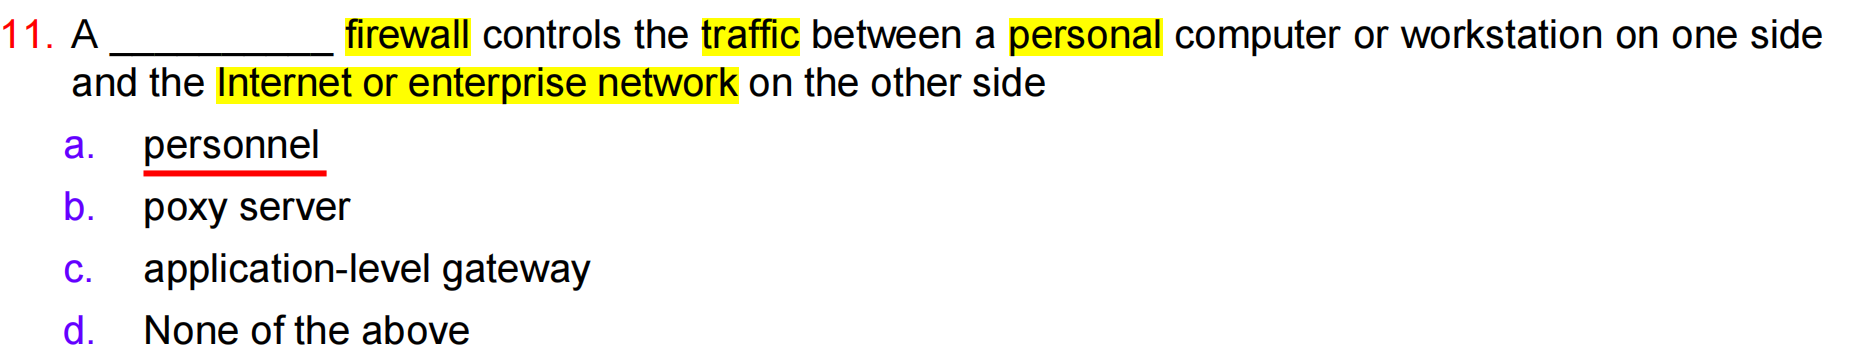 11. A __________ firewall controls the traffic between a personal computer or workstation on one side
and the Internet or enterprise network on the other side
a. personnel
b. poxy server
c. application-level gateway
d. None of the above